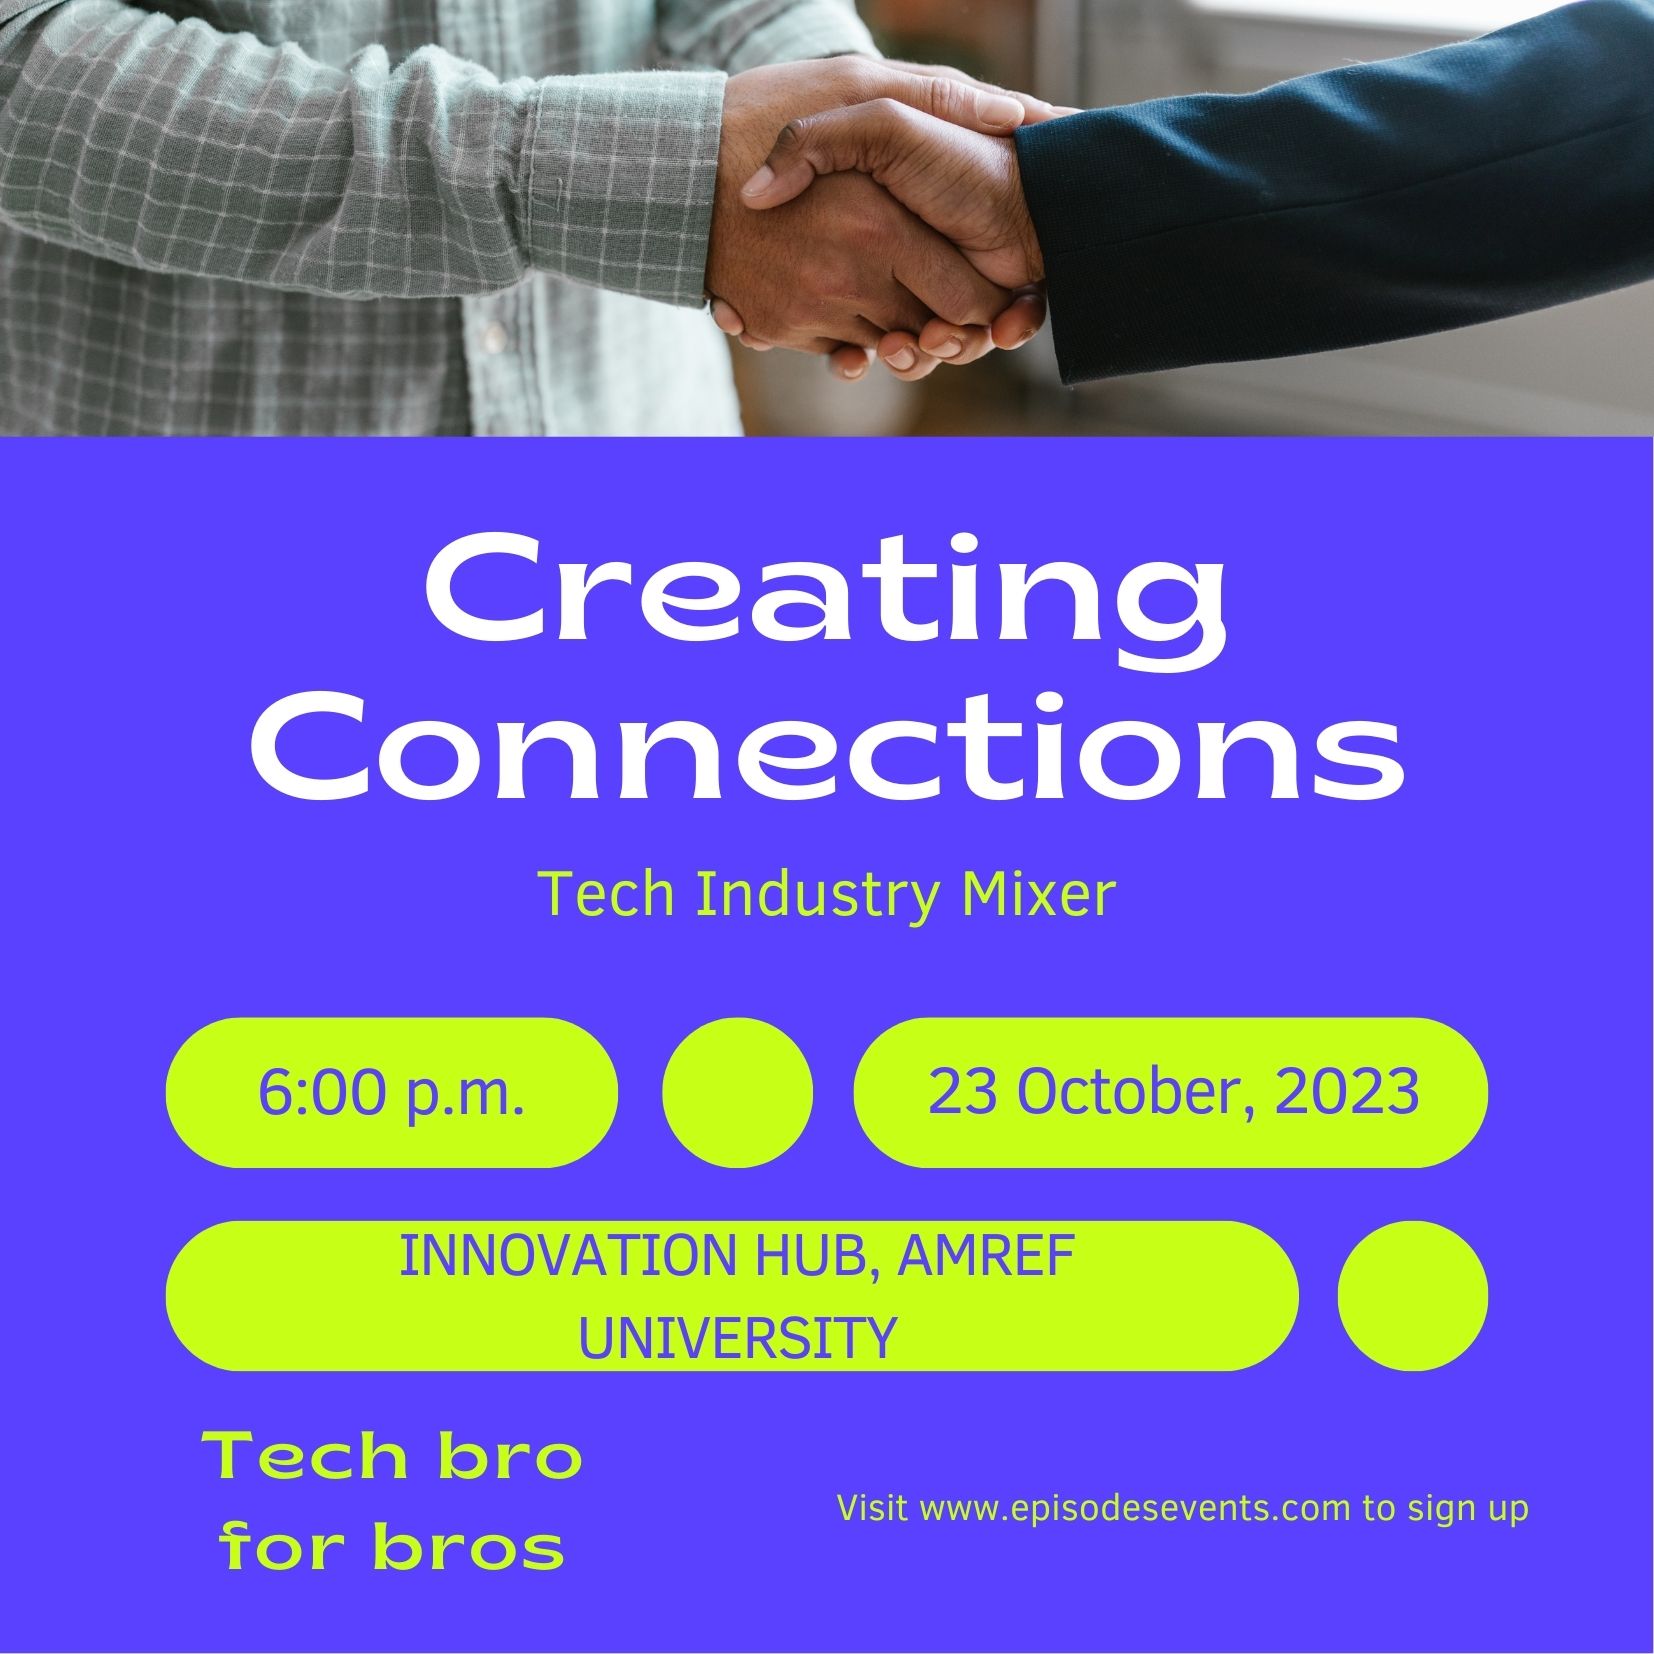 Creating
Connections
Tech Industry Mixer
6:00 p.m.
23 October, 2023
INNOVATION HUB, AMREF
UNIVERSITY
Tech bro
for bros
Visit www.episodesevents.com to sign up